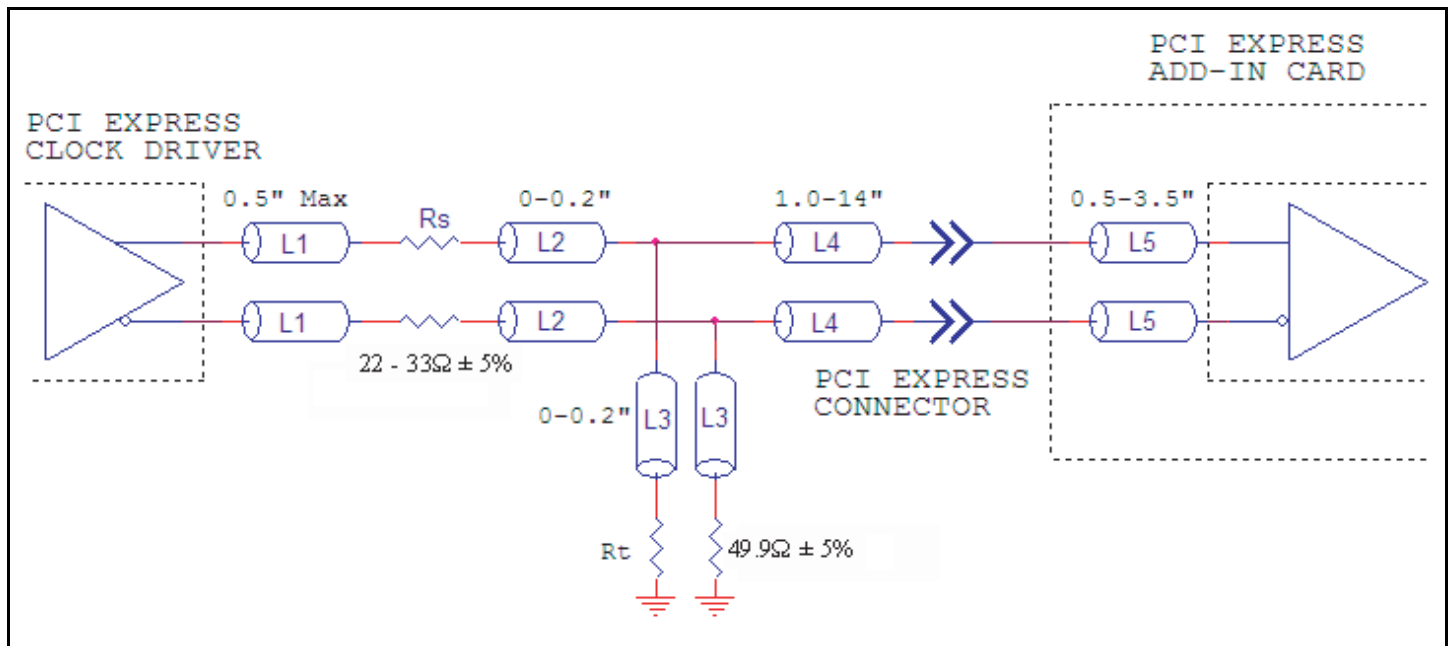 PCI EXPRESS
ADD-IN CARD
PCI EXPRESS
CLOCK DRIVER
0.5" Max
Rs
0-0.2"
1.0-14"
0.5-3.5"
L1
L2
L4
L5
L1
L2
L4
L5
22 - 33Ω ± 5%
PCI EXPRESS
CONNECTOR
0-0.2"
L3
L3
Rt
49.9Ω ± 5%